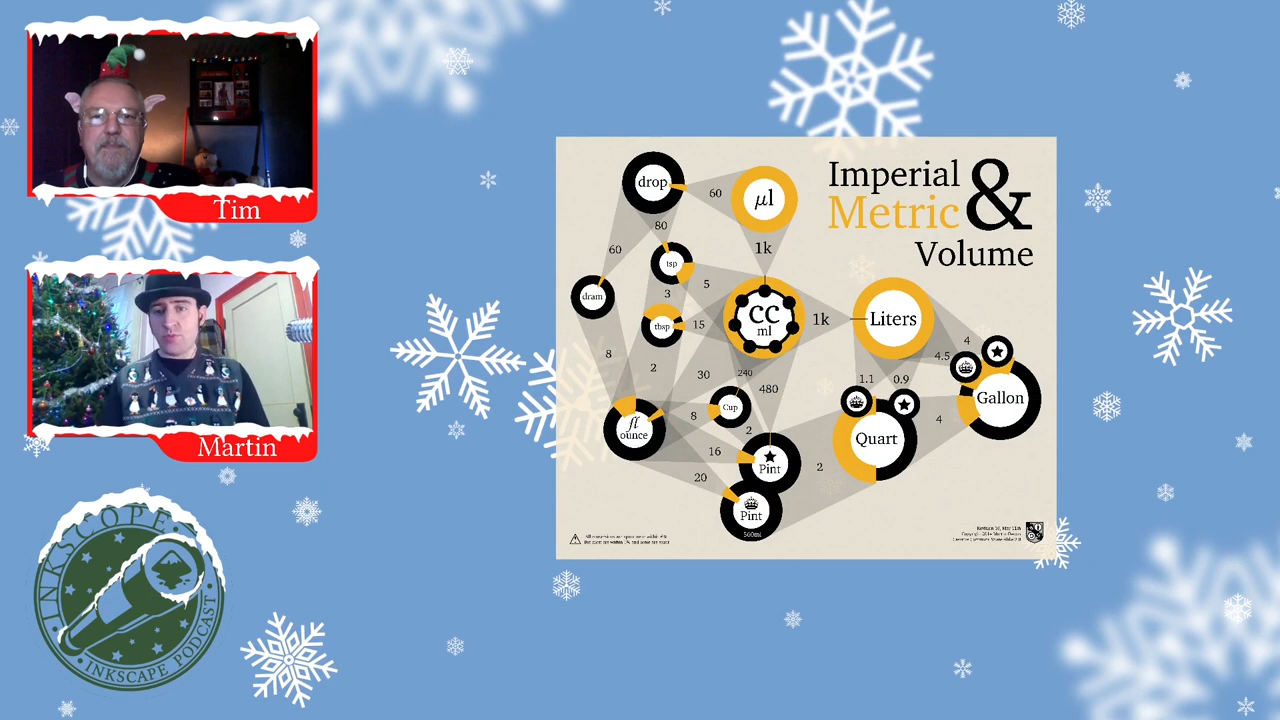 Tim
Martin
INKSCOPE
INKSCAPE PODCAST
Imperial
&
Metric
Volume
drop
60
µl
80
60
1k
tsp
5
dram
3
tbsp
15
cc
ml
1k
Liters
4
4.5
8
2
30
240
480
1.1
0.9
Gallon
fl
ounce
8
Cup
2
Quart
4
16
Pint
2
20
Pint
560ml